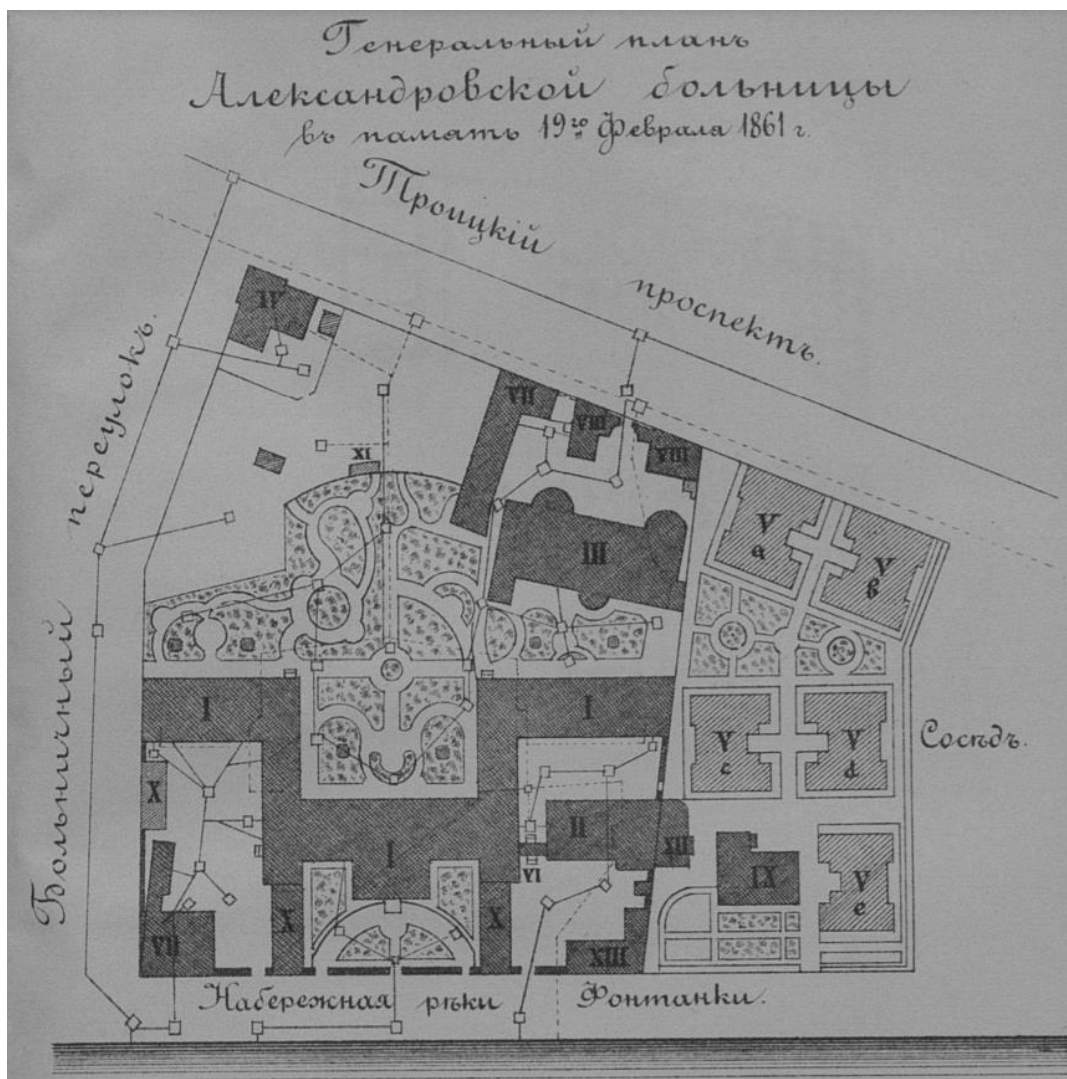 Генеральный планъ
Александровской больницы
въ память 19го Февраля 1861 г.
Троицкій
проспектъ.
Больничный переулокъ.
IV
VII
VIII
VIII
XI
III
V a
V в
I
I
V c
V d
Сосѣдъ.
X
II
XII
I
VI
IX
V e
X
X
VII
XIII
Набережная рѣки Фонтанки.